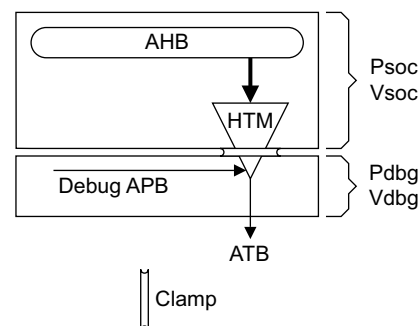 AHB
Psoc
Vsoc
HTM
Debug APB
Pdbg
Vdbg
ATB
Clamp